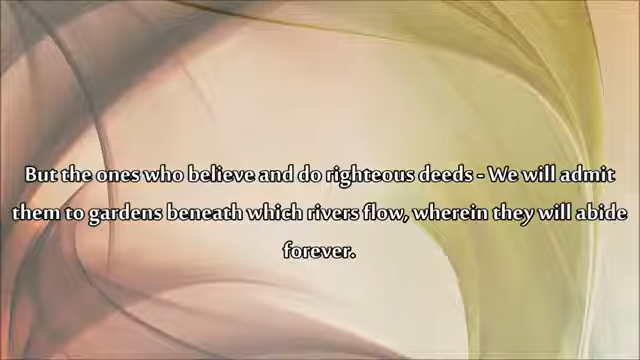 But the ones who believe and do righteous deeds - We will admit
them to gardens beneath which rivers flow, wherein they will abide
forever.